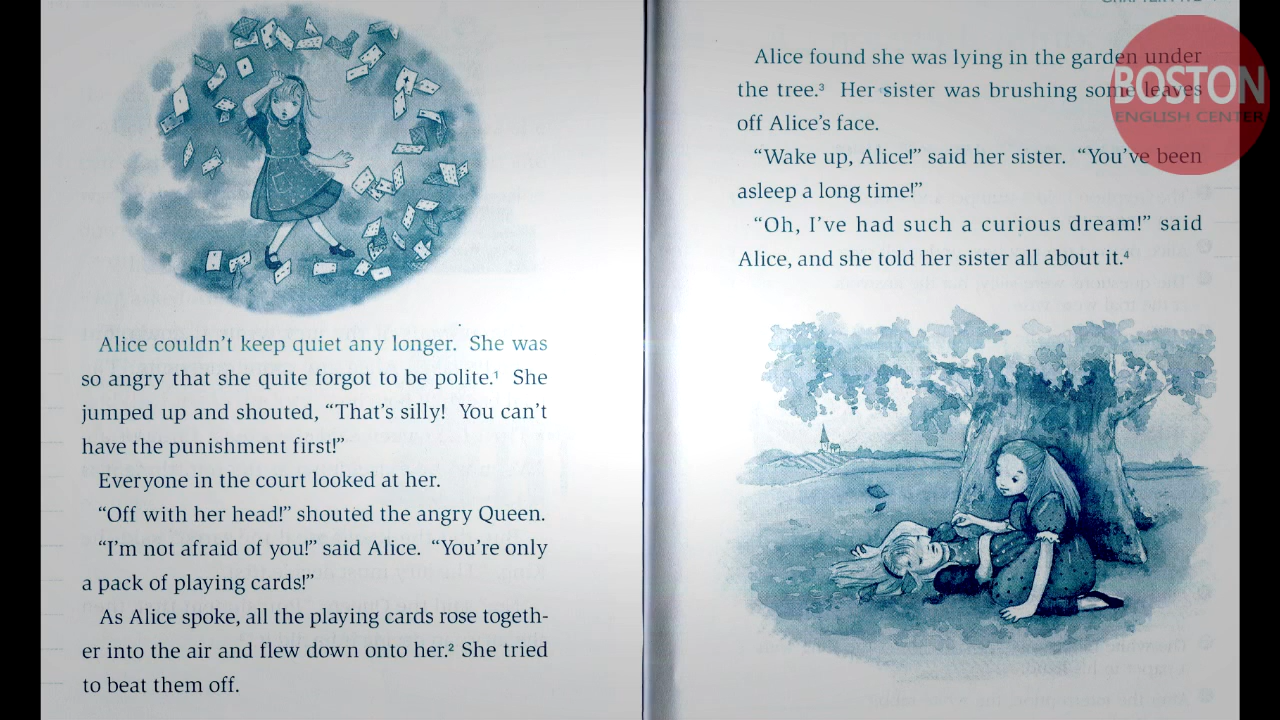 Alice couldn't keep quiet any longer. She was
so angry that she quite forgot to be polite.¹ She
jumped up and shouted, “That's silly! You can't
have the punishment first!”
Everyone in the court looked at her.
“Off with her head!” shouted the angry Queen.
“I'm not afraid of you!” said Alice. “You're only
a pack of playing cards!”
As Alice spoke, all the playing cards rose togeth-
er into the air and flew down onto her.² She tried
to beat them off.
Alice found she was lying in the garden under
the tree.³ Her sister was brushing some leaves
off Alice's face.
“Wake up, Alice!” said her sister. “You've been
asleep a long time!”
“Oh, I've had such a curious dream!” said
Alice, and she told her sister all about it.⁴
BOSTON
ENGLISH CENTER